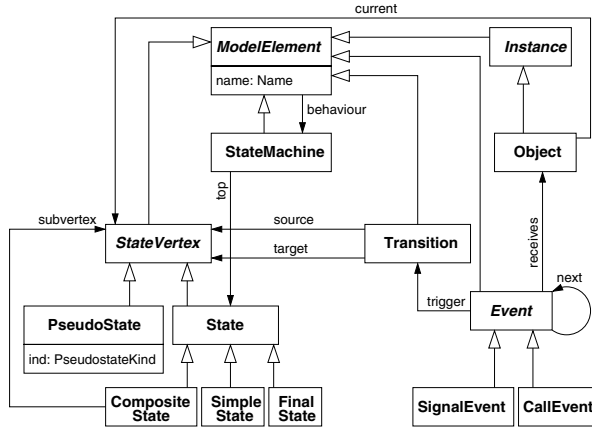 current
ModelElement
Instance
name: Name
behaviour
StateMachine
Object
top
subvertex
source
receives
StateVertex
target
Transition
next
trigger
Event
PseudoState
State
ind: PseudostateKind
Composite
State
Simple
State
Final
State
SignalEvent
CallEvent